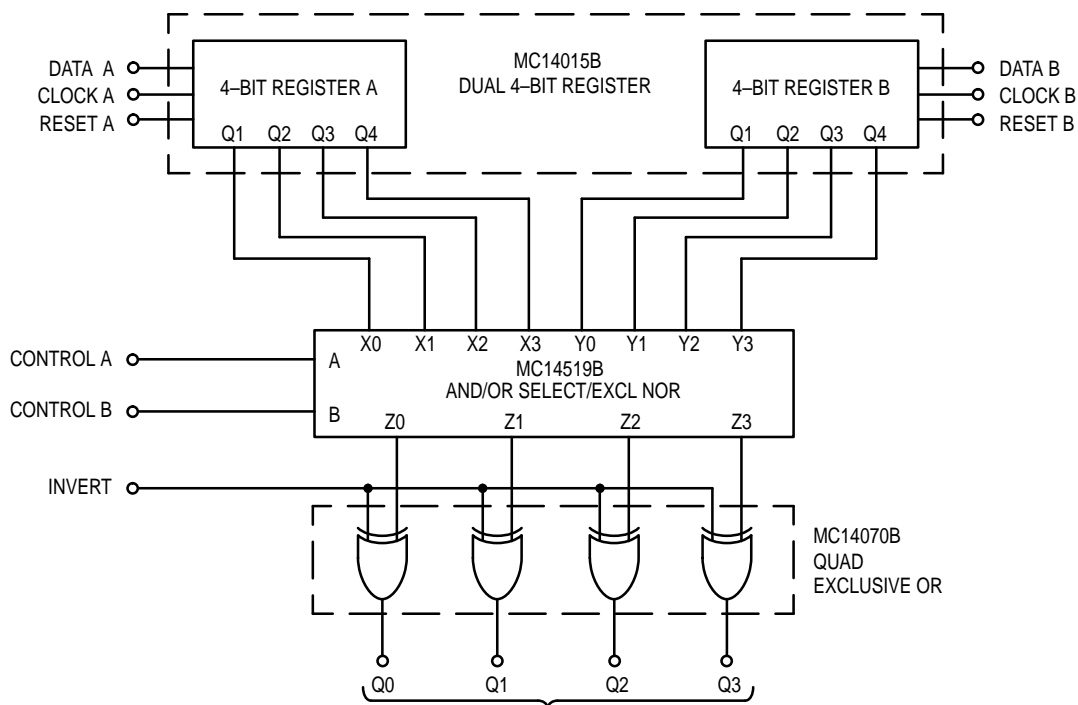 MC14015B
DUAL 4–BIT REGISTER
DATA A
CLOCK A
RESET A
4–BIT REGISTER A
Q1 Q2 Q3 Q4
4–BIT REGISTER B
Q1 Q2 Q3 Q4
DATA B
CLOCK B
RESET B
X0 X1 X2 X3 Y0 Y1 Y2 Y3
CONTROL A
A
MC14519B
AND/OR SELECT/EXCL NOR
CONTROL B
B
Z0 Z1 Z2 Z3
INVERT
MC14070B
QUAD
EXCLUSIVE OR
Q0 Q1 Q2 Q3